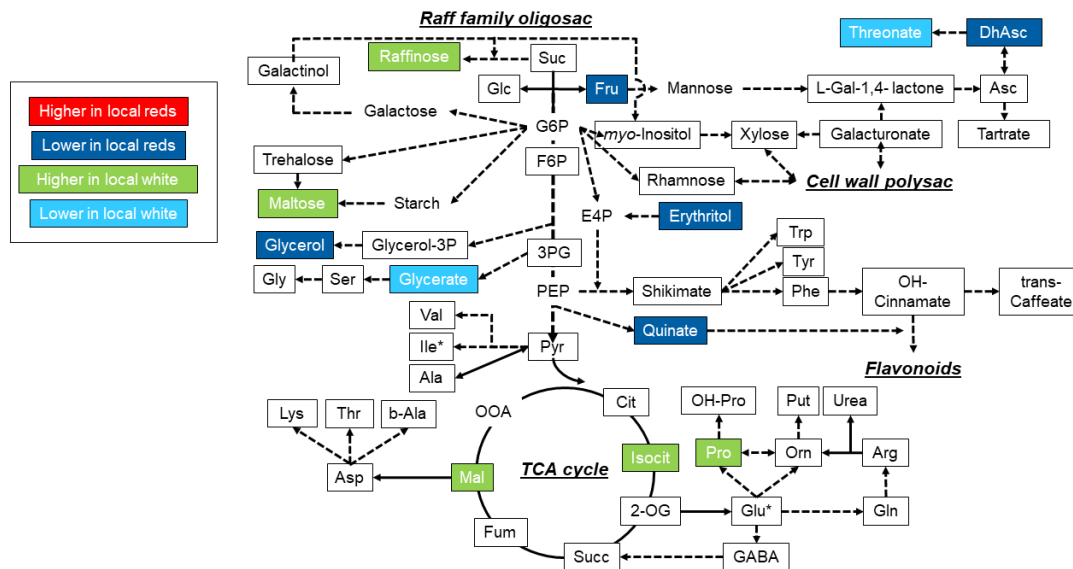 Raff family oligosac
Higher in local reds
Lower in local reds
Higher in local white
Lower in local white
Raffinose
Suc
Threonate
DhAsc
Galactinol
Glc
Fru
Mannose
L-Gal-1,4- lactone
Asc
Galactose
G6P
myo-Inositol
Xylose
Galacturonate
Tartrate
Trehalose
F6P
Rhamnose
Cell wall polysac
Maltose
Starch
E4P
Erythritol
Glycerol
Glycerol-3P
3PG
Trp
Tyr
Gly
Ser
Glycerate
PEP
Shikimate
Phe
OH-
Cinnamate
trans-
Caffeate
Val
Quinate
Ile*
Pyr
Ala
Flavonoids
Lys
Thr
b-Ala
OOA
Cit
OH-Pro
Put
Urea
Asp
Mal
TCA cycle
Isocit
Pro
Orn
Arg
Fum
2-OG
Glu*
Gln
Succ
GABA